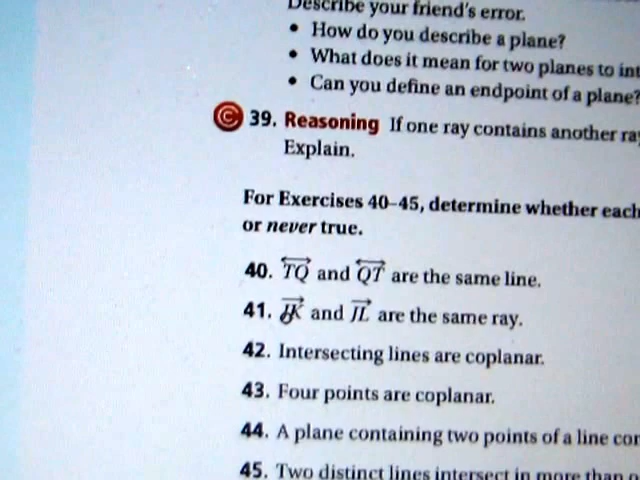 Describe your friend's error.
• How do you describe a plane?
• What does it mean for two planes to int
• Can you define an endpoint of a plane?
© 39. Reasoning If one ray contains another ray
Explain.
For Exercises 40–45, determine whether each
or never true.
40. TQ and QT are the same line.
41. JK and JL are the same ray.
42. Intersecting lines are coplanar.
43. Four points are coplanar.
44. A plane containing two points of a line con
45. Two distinct lines intersect in more than o